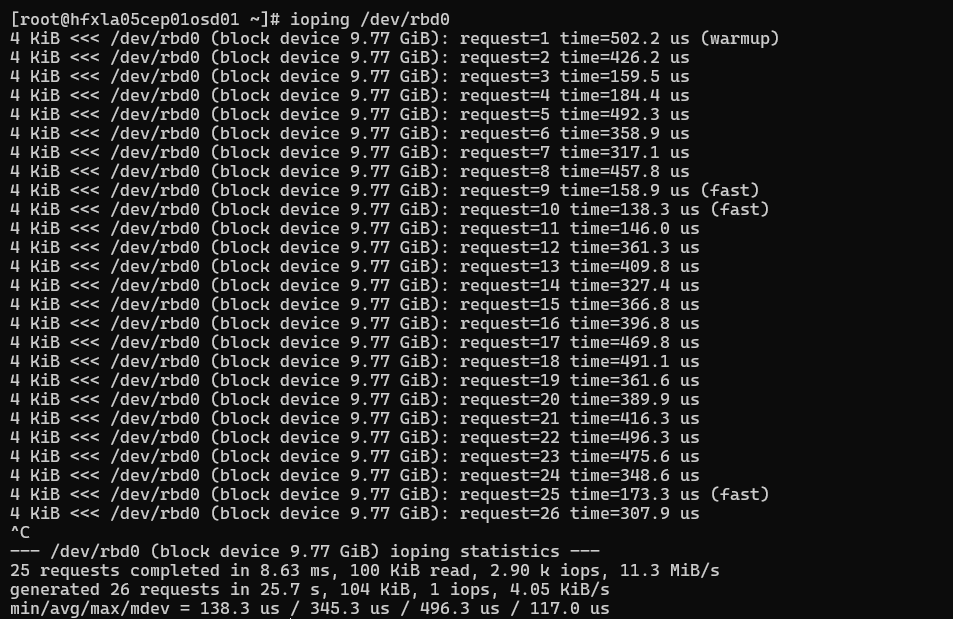 [root@hfxla05cep01osd01 ~]# ioping /dev/rbd0
4 KiB <<< /dev/rbd0 (block device 9.77 GiB): request=1 time=502.2 us (warmup)
4 KiB <<< /dev/rbd0 (block device 9.77 GiB): request=2 time=426.2 us
4 KiB <<< /dev/rbd0 (block device 9.77 GiB): request=3 time=159.5 us
4 KiB <<< /dev/rbd0 (block device 9.77 GiB): request=4 time=184.4 us
4 KiB <<< /dev/rbd0 (block device 9.77 GiB): request=5 time=492.3 us
4 KiB <<< /dev/rbd0 (block device 9.77 GiB): request=6 time=358.9 us
4 KiB <<< /dev/rbd0 (block device 9.77 GiB): request=7 time=317.1 us
4 KiB <<< /dev/rbd0 (block device 9.77 GiB): request=8 time=457.8 us
4 KiB <<< /dev/rbd0 (block device 9.77 GiB): request=9 time=158.9 us (fast)
4 KiB <<< /dev/rbd0 (block device 9.77 GiB): request=10 time=138.3 us (fast)
4 KiB <<< /dev/rbd0 (block device 9.77 GiB): request=11 time=146.0 us
4 KiB <<< /dev/rbd0 (block device 9.77 GiB): request=12 time=361.3 us
4 KiB <<< /dev/rbd0 (block device 9.77 GiB): request=13 time=409.8 us
4 KiB <<< /dev/rbd0 (block device 9.77 GiB): request=14 time=327.4 us
4 KiB <<< /dev/rbd0 (block device 9.77 GiB): request=15 time=366.8 us
4 KiB <<< /dev/rbd0 (block device 9.77 GiB): request=16 time=396.8 us
4 KiB <<< /dev/rbd0 (block device 9.77 GiB): request=17 time=469.8 us
4 KiB <<< /dev/rbd0 (block device 9.77 GiB): request=18 time=491.1 us
4 KiB <<< /dev/rbd0 (block device 9.77 GiB): request=19 time=361.6 us
4 KiB <<< /dev/rbd0 (block device 9.77 GiB): request=20 time=389.9 us
4 KiB <<< /dev/rbd0 (block device 9.77 GiB): request=21 time=416.3 us
4 KiB <<< /dev/rbd0 (block device 9.77 GiB): request=22 time=496.3 us
4 KiB <<< /dev/rbd0 (block device 9.77 GiB): request=23 time=475.6 us
4 KiB <<< /dev/rbd0 (block device 9.77 GiB): request=24 time=348.6 us
4 KiB <<< /dev/rbd0 (block device 9.77 GiB): request=25 time=173.3 us (fast)
4 KiB <<< /dev/rbd0 (block device 9.77 GiB): request=26 time=307.9 us
^C
--- /dev/rbd0 (block device 9.77 GiB) ioping statistics ---
25 requests completed in 8.63 ms, 100 KiB read, 2.90 k iops, 11.3 MiB/s
generated 26 requests in 25.7 s, 104 KiB, 1 iops, 4.05 KiB/s
min/avg/max/mdev = 138.3 us / 345.3 us / 496.3 us / 117.0 us